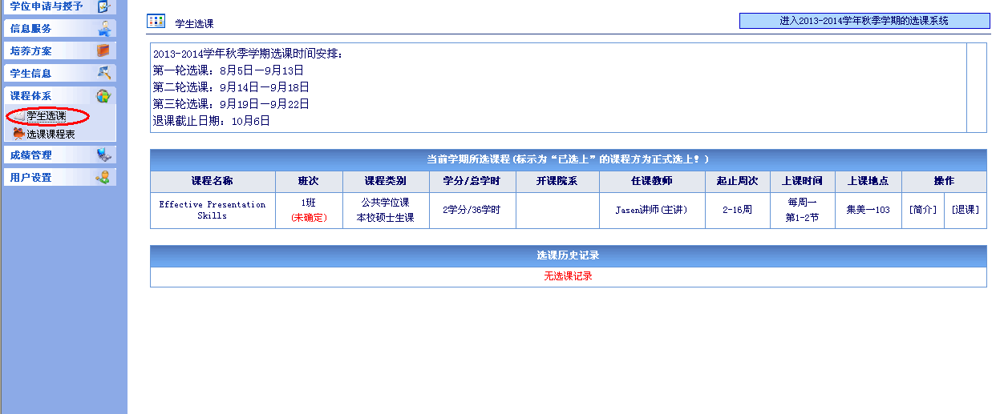 学位申请与授予
信息服务
培养方案
学生信息
课程体系
学生选课
选课课程表
成绩管理
用户设置
学生选课
进入2013-2014学年秋季学期的选课系统
2013-2014学年秋季学期选课时间安排：
第一轮选课：8月5日—9月13日
第二轮选课：9月14日—9月18日
第三轮选课：9月19日—9月22日
退课截止日期：10月6日
当前学期所选课程(标示为“已选上”的课程方为正式选上！)
课程名称 班次 课程类别 学分/总学时 开课院系 任课教师 起止周次 上课时间 上课地点 操作
Effective Presentation
Skills
1班
(未确定)
公共学位课
本校硕士生课
2学分/36学时
Jasen讲师(主讲)
2-16周
每周一
第1-2节
集美一103
[简介]
[退课]
选课历史记录
无选课记录